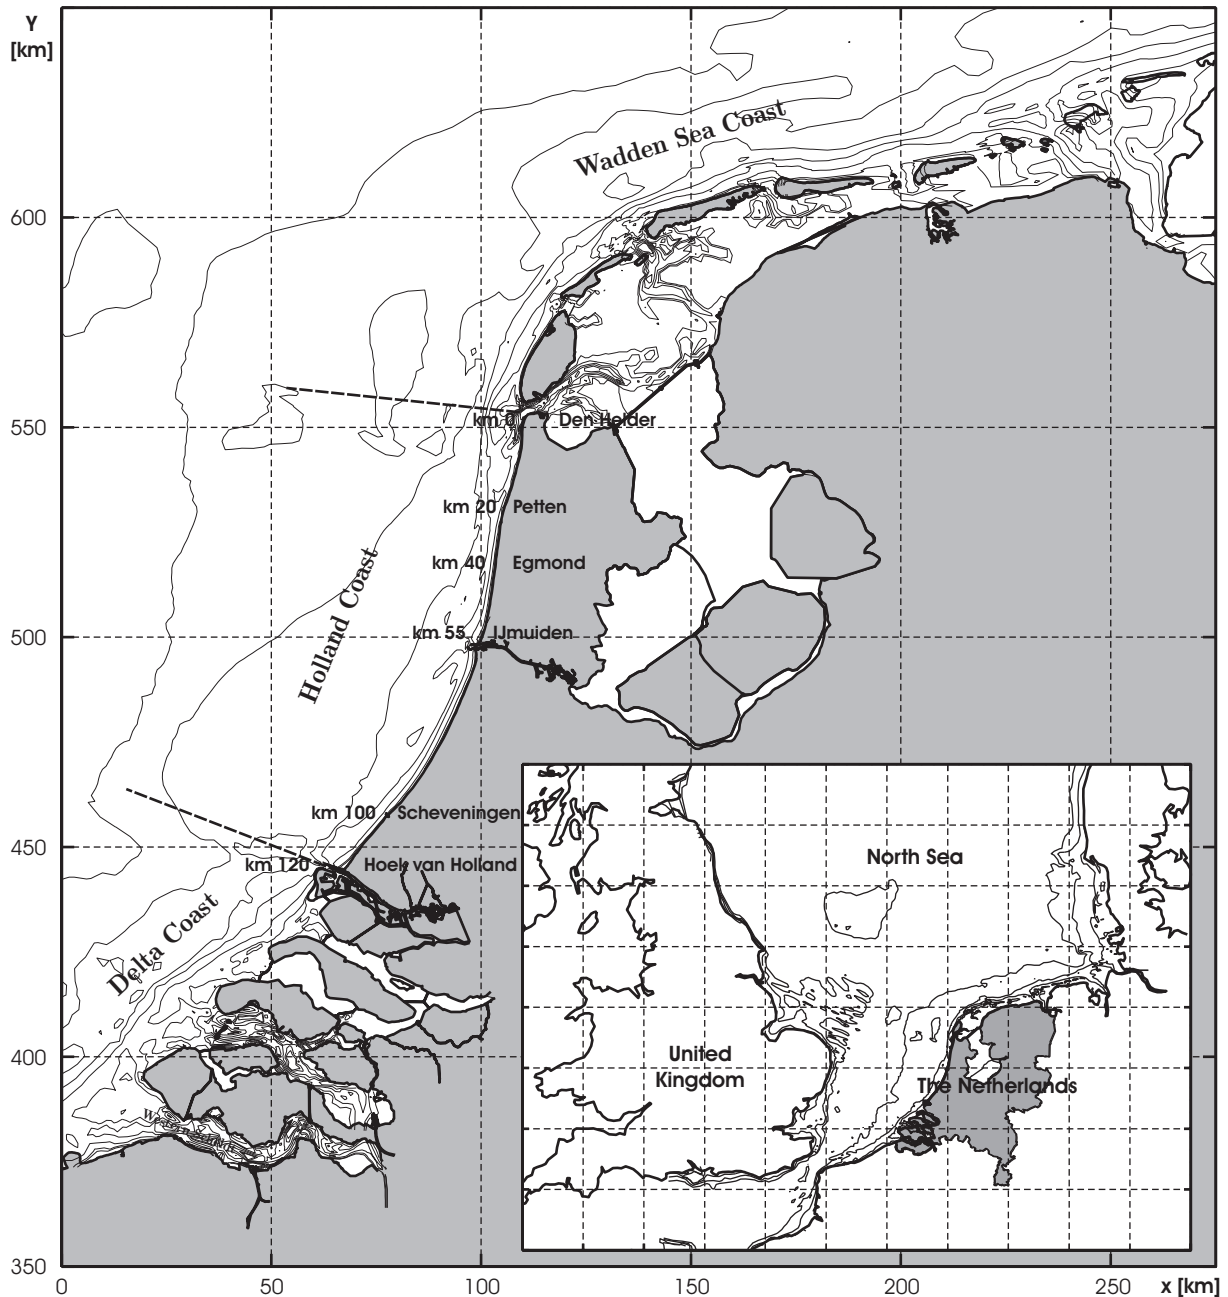 Y
[km]
Wadden Sea Coast
600
km 0 Den Helder
550
km 20 Petten
km 40 Egmond
Holland Coast
km 55 IJmuiden
500
km 100 Scheveningen
450
km 120 Hoek van Holland
Delta Coast
North Sea
United
Kingdom
The Netherlands
400
350
0 50 100 150 200 250 x [km]